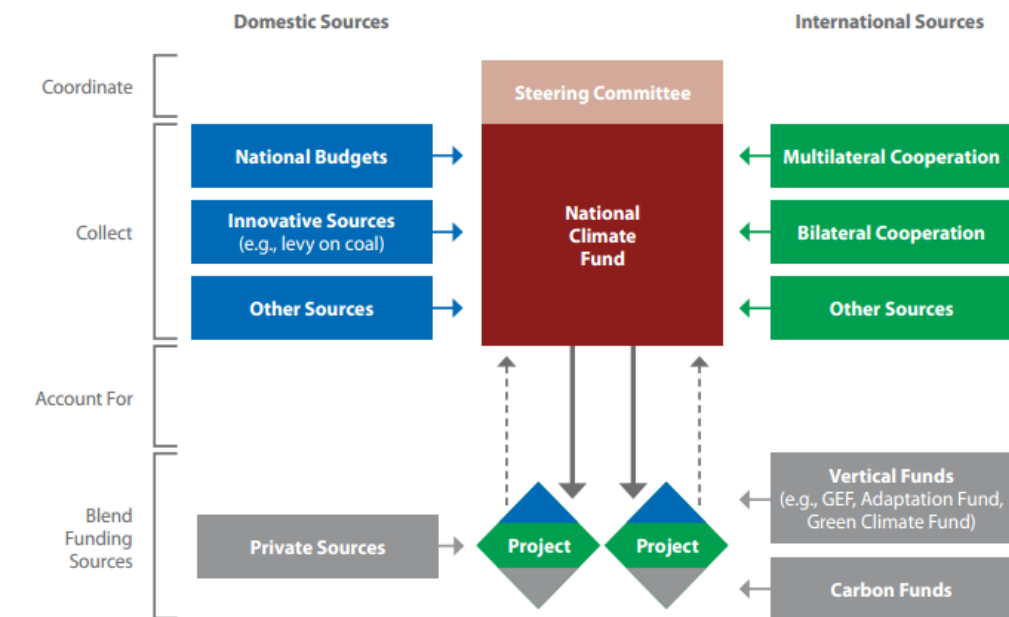 Domestic Sources
International Sources
Coordinate
Steering Committee
National Budgets
Multilateral Cooperation
Collect
Innovative Sources
(e.g., levy on coal)
National
Climate
Fund
Bilateral Cooperation
Other Sources
Other Sources
Account For
Blend
Funding
Sources
Private Sources
Project
Project
Vertical Funds
(e.g., GEF, Adaptation Fund,
Green Climate Fund)
Carbon Funds